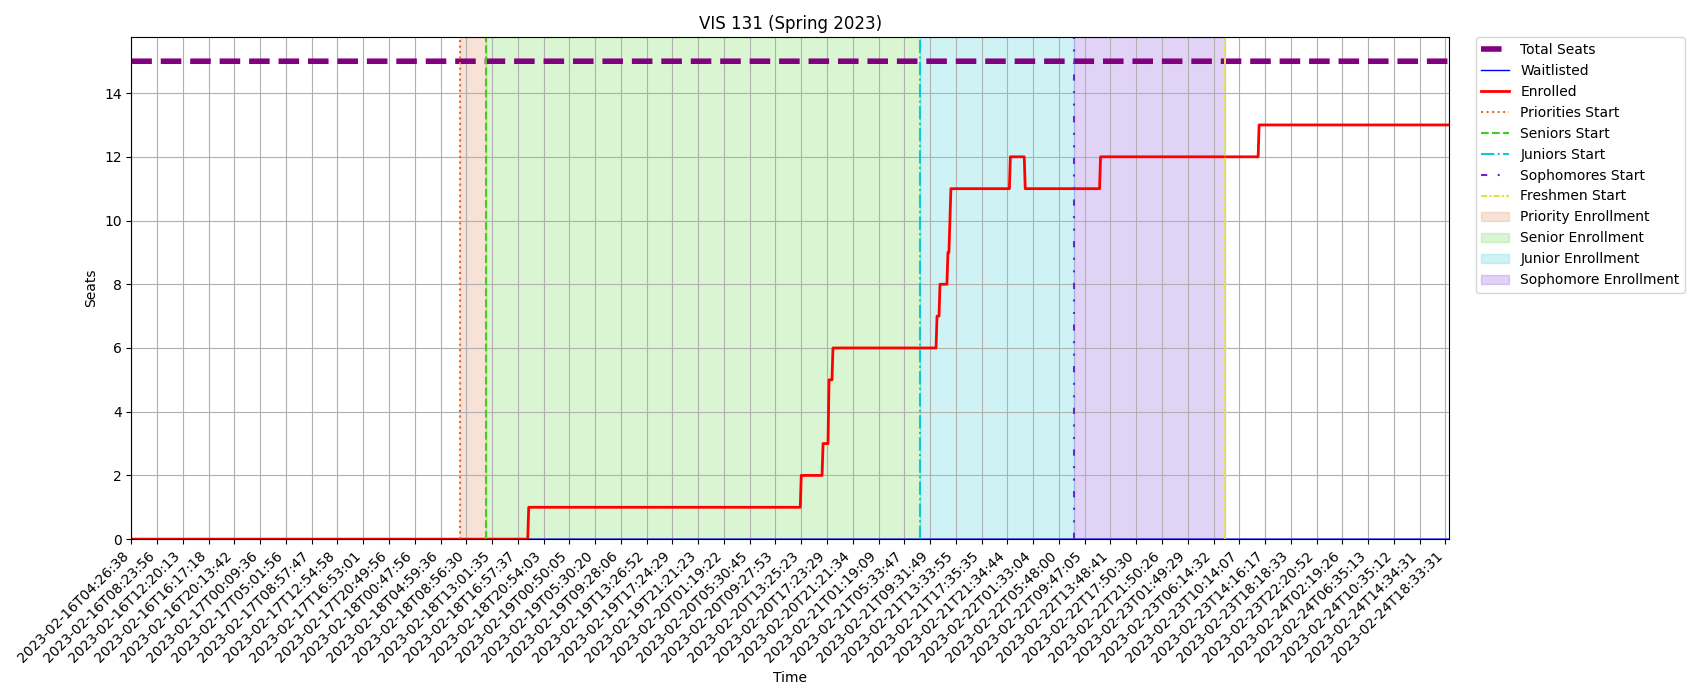 VIS 131 (Spring 2023)
Total Seats
Waitlisted
Enrolled
Priorities Start
Seniors Start
Juniors Start
Sophomores Start
Freshmen Start
Priority Enrollment
Senior Enrollment
Junior Enrollment
Sophomore Enrollment
Seats
14
12
10
8
6
4
2
0
2023-02-16T04:26:38
2023-02-16T08:23:56
2023-02-16T12:20:13
2023-02-16T16:17:18
2023-02-16T20:13:42
2023-02-17T00:09:36
2023-02-17T05:01:56
2023-02-17T08:57:47
2023-02-17T12:54:58
2023-02-17T16:53:01
2023-02-17T20:49:56
2023-02-18T00:47:56
2023-02-18T04:59:36
2023-02-18T08:56:30
2023-02-18T13:01:35
2023-02-18T16:57:37
2023-02-18T20:54:03
2023-02-19T00:50:05
2023-02-19T05:30:20
2023-02-19T09:28:06
2023-02-19T13:26:52
2023-02-19T17:24:29
2023-02-19T21:21:23
2023-02-20T01:19:22
2023-02-20T05:30:45
2023-02-20T09:27:53
2023-02-20T13:25:23
2023-02-20T17:23:29
2023-02-20T21:21:34
2023-02-21T01:19:09
2023-02-21T05:33:47
2023-02-21T09:31:49
2023-02-21T13:33:55
2023-02-21T17:35:35
2023-02-21T21:34:44
2023-02-22T01:33:04
2023-02-22T05:48:00
2023-02-22T09:47:05
2023-02-22T13:48:41
2023-02-22T17:50:30
2023-02-22T21:50:26
2023-02-23T01:49:29
2023-02-23T06:14:32
2023-02-23T10:14:07
2023-02-23T14:16:17
2023-02-23T18:18:33
2023-02-23T22:20:52
2023-02-24T02:19:26
2023-02-24T06:35:13
2023-02-24T10:35:12
2023-02-24T14:34:31
2023-02-24T18:33:31
Time